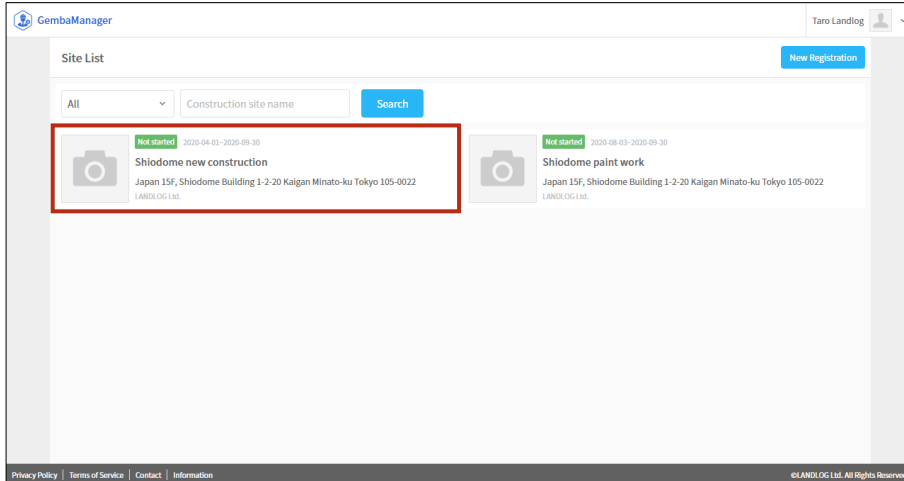 GembaManager
Taro Landlog
Site List
New Registration
All
Construction site name
Search
Not started 2020-04-01~2020-09-30
Shiodome new construction
Japan 15F, Shiodome Building 1-2-20 Kaigan Minato-ku Tokyo 105-0022
LANDLOG Ltd.
Not started 2020-08-03~2020-09-30
Shiodome paint work
Japan 15F, Shiodome Building 1-2-20 Kaigan Minato-ku Tokyo 105-0022
LANDLOG Ltd.
Privacy Policy | Terms of Service | Contact | Information
©LANDLOG Ltd. All Rights Reserved